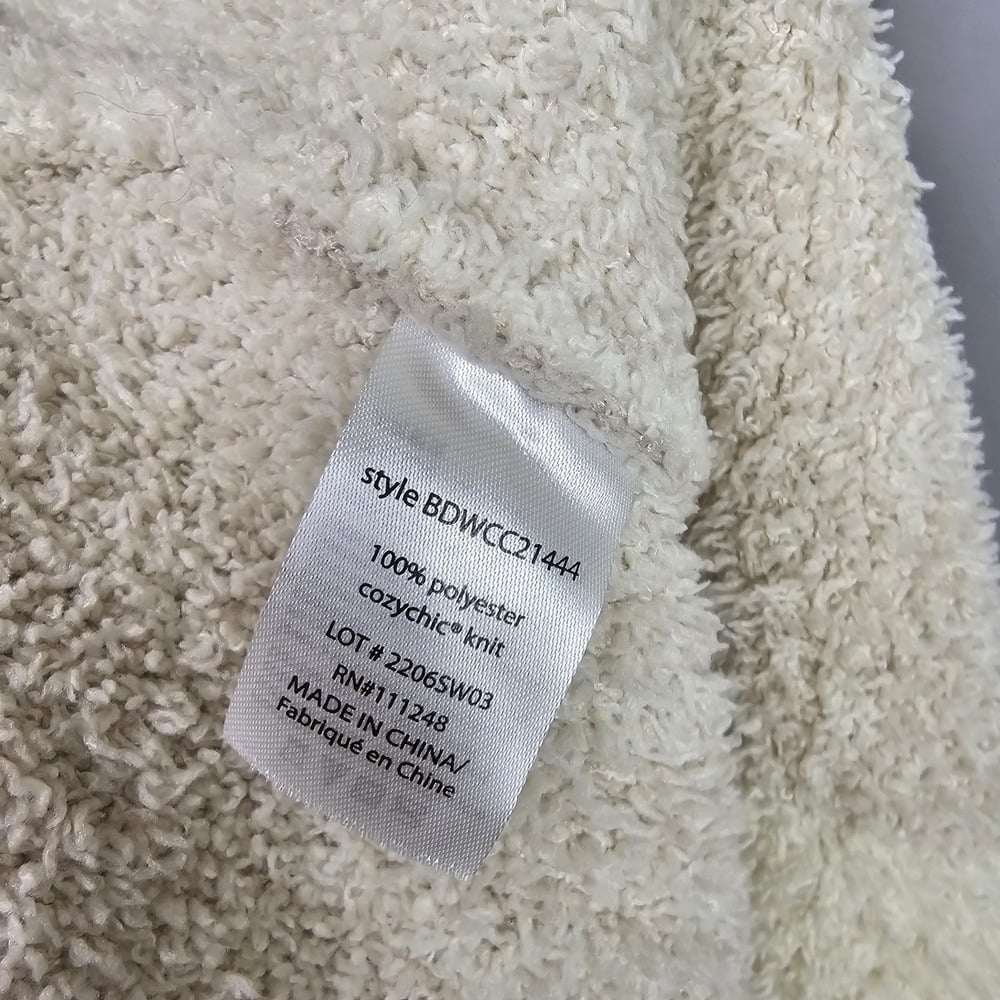 style BDWCC21444
100% polyester
cozychic® knit
LOT # 2206SW03
RN#111248
MADE IN CHINA/
Fabriqué en Chine